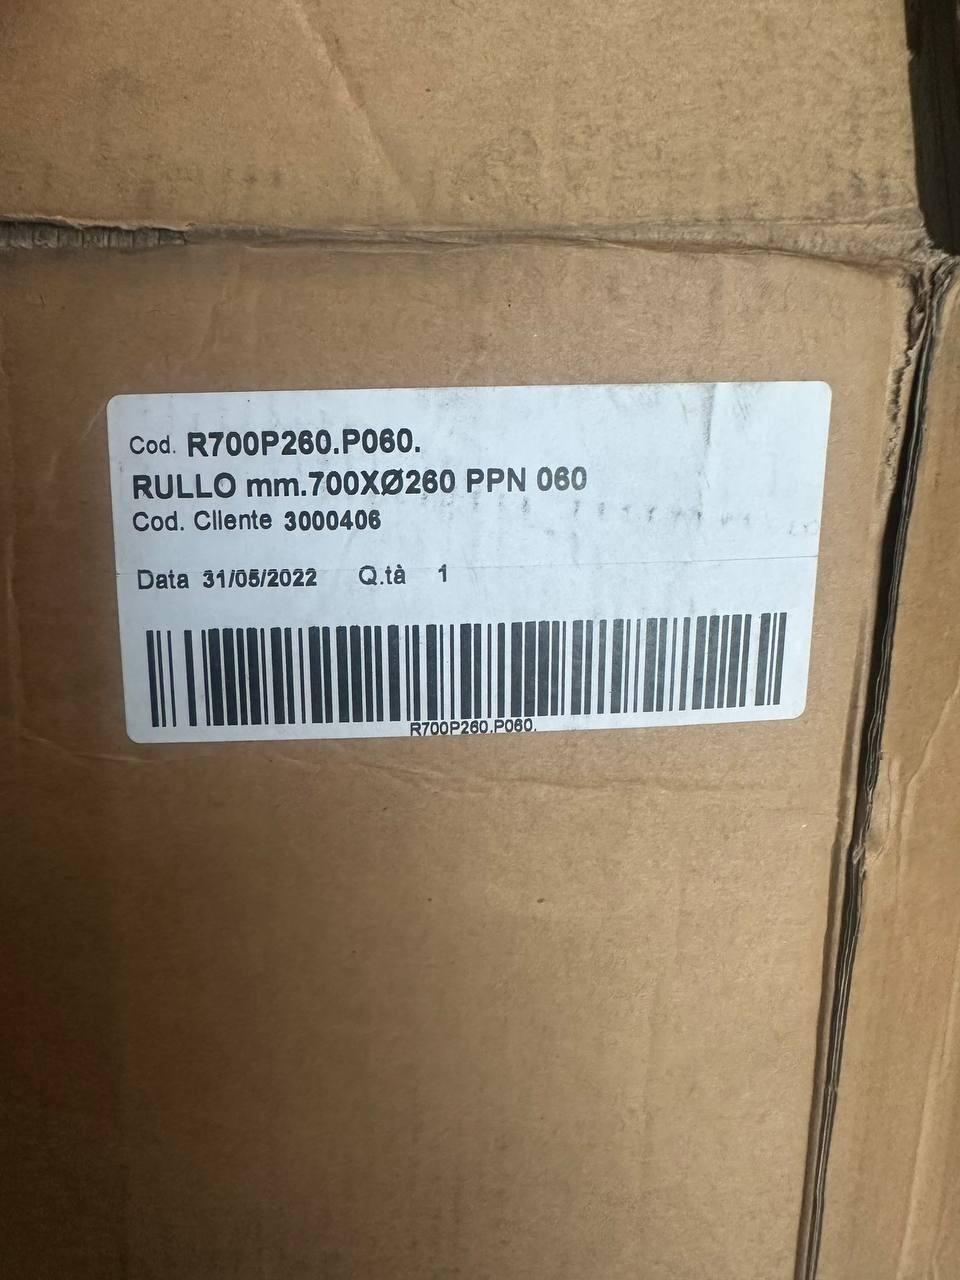 Cod. R700P260.P060.
RULLO mm.700XØ260 PPN 060
Cod. Cliente 3000406
Data 31/05/2022 Q.tà 1
R700P260.P060.